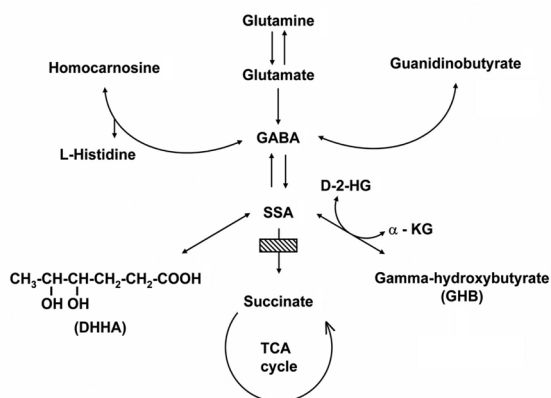 Glutamine
Homocarnosine
Glutamate
Guanidinobutyrate
L-Histidine
GABA
D-2-HG
SSA
α - KG
CH₃-CH-CH-CH₂-CH₂-COOH
OH OH
(DHHA)
Gamma-hydroxybutyrate
(GHB)
Succinate
TCA
cycle